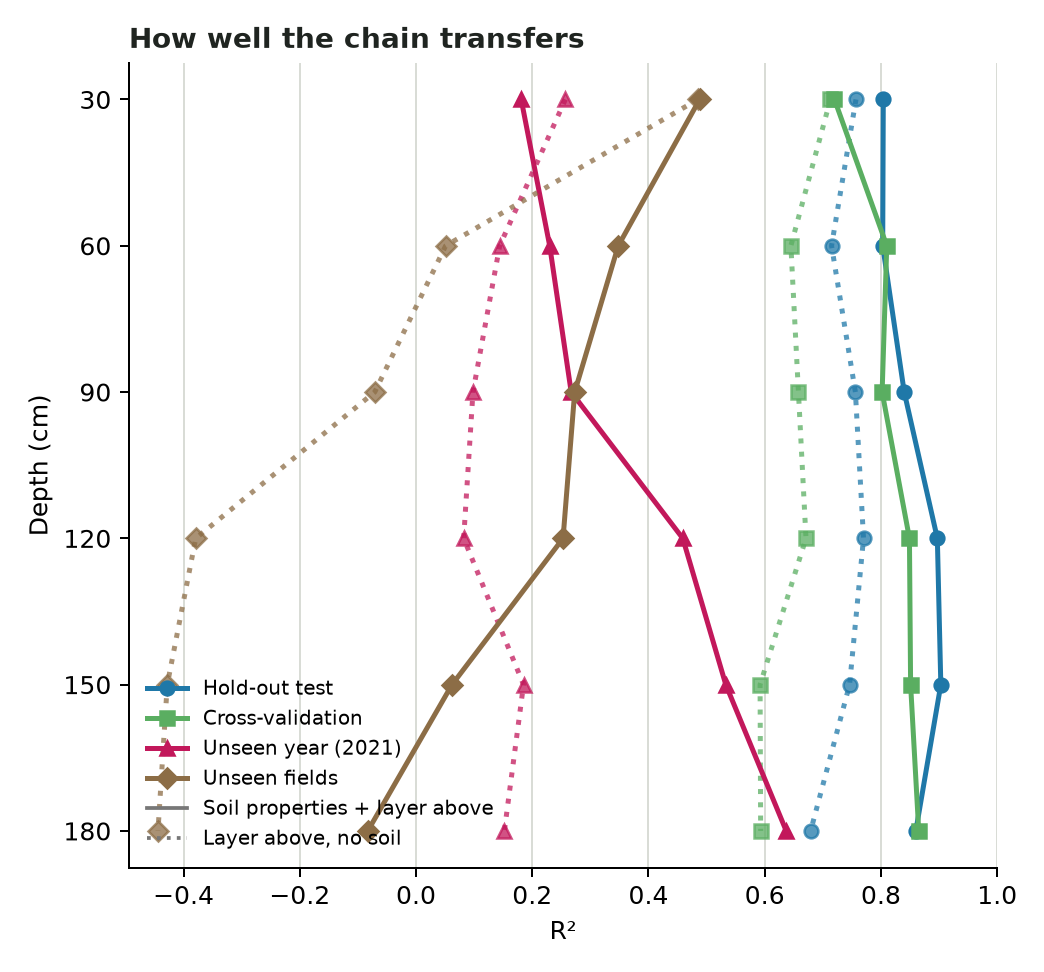 How well the chain transfers
30
60
90
120
150
180
Depth (cm)
Hold-out test
Cross-validation
Unseen year (2021)
Unseen fields
Soil properties + layer above
Layer above, no soil
−0.4 −0.2 0.0 0.2 0.4 0.6 0.8 1.0
R²